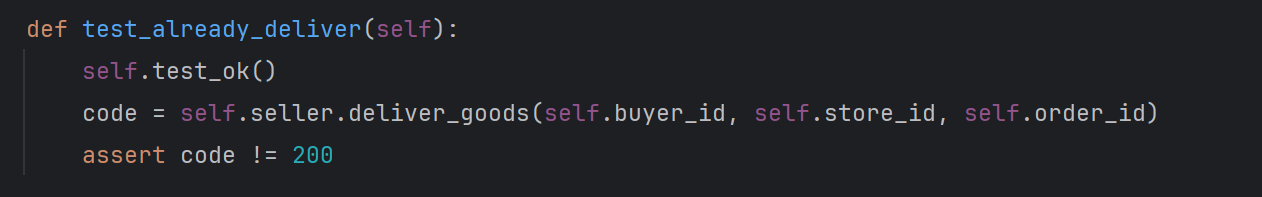 def test_already_deliver(self):
    self.test_ok()
    code = self.seller.deliver_goods(self.buyer_id, self.store_id, self.order_id)
    assert code != 200